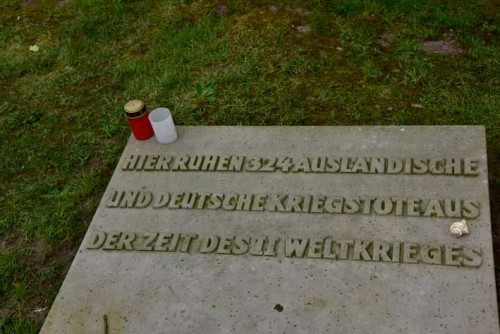 HIER RUHEN 324 AUSLÄNDISCHE
UND DEUTSCHE KRIEGSTOTE AUS
DER ZEIT DES II WELTKRIEGES